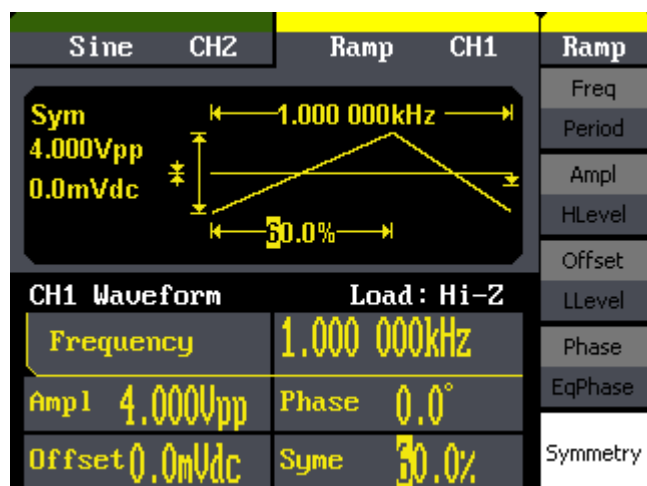 Sine CH2 Ramp CH1 Ramp
Sym
4.000Vpp
0.0mVdc
1.000 000kHz
60.0%
CH1 Waveform Load: Hi-Z
Frequency 1.000 000kHz
Ampl 4.000Vpp Phase 0.0°
Offset 0.0mVdc Syme 60.0%
Freq
Period
Ampl
HLevel
Offset
LLevel
Phase
EqPhase
Symmetry